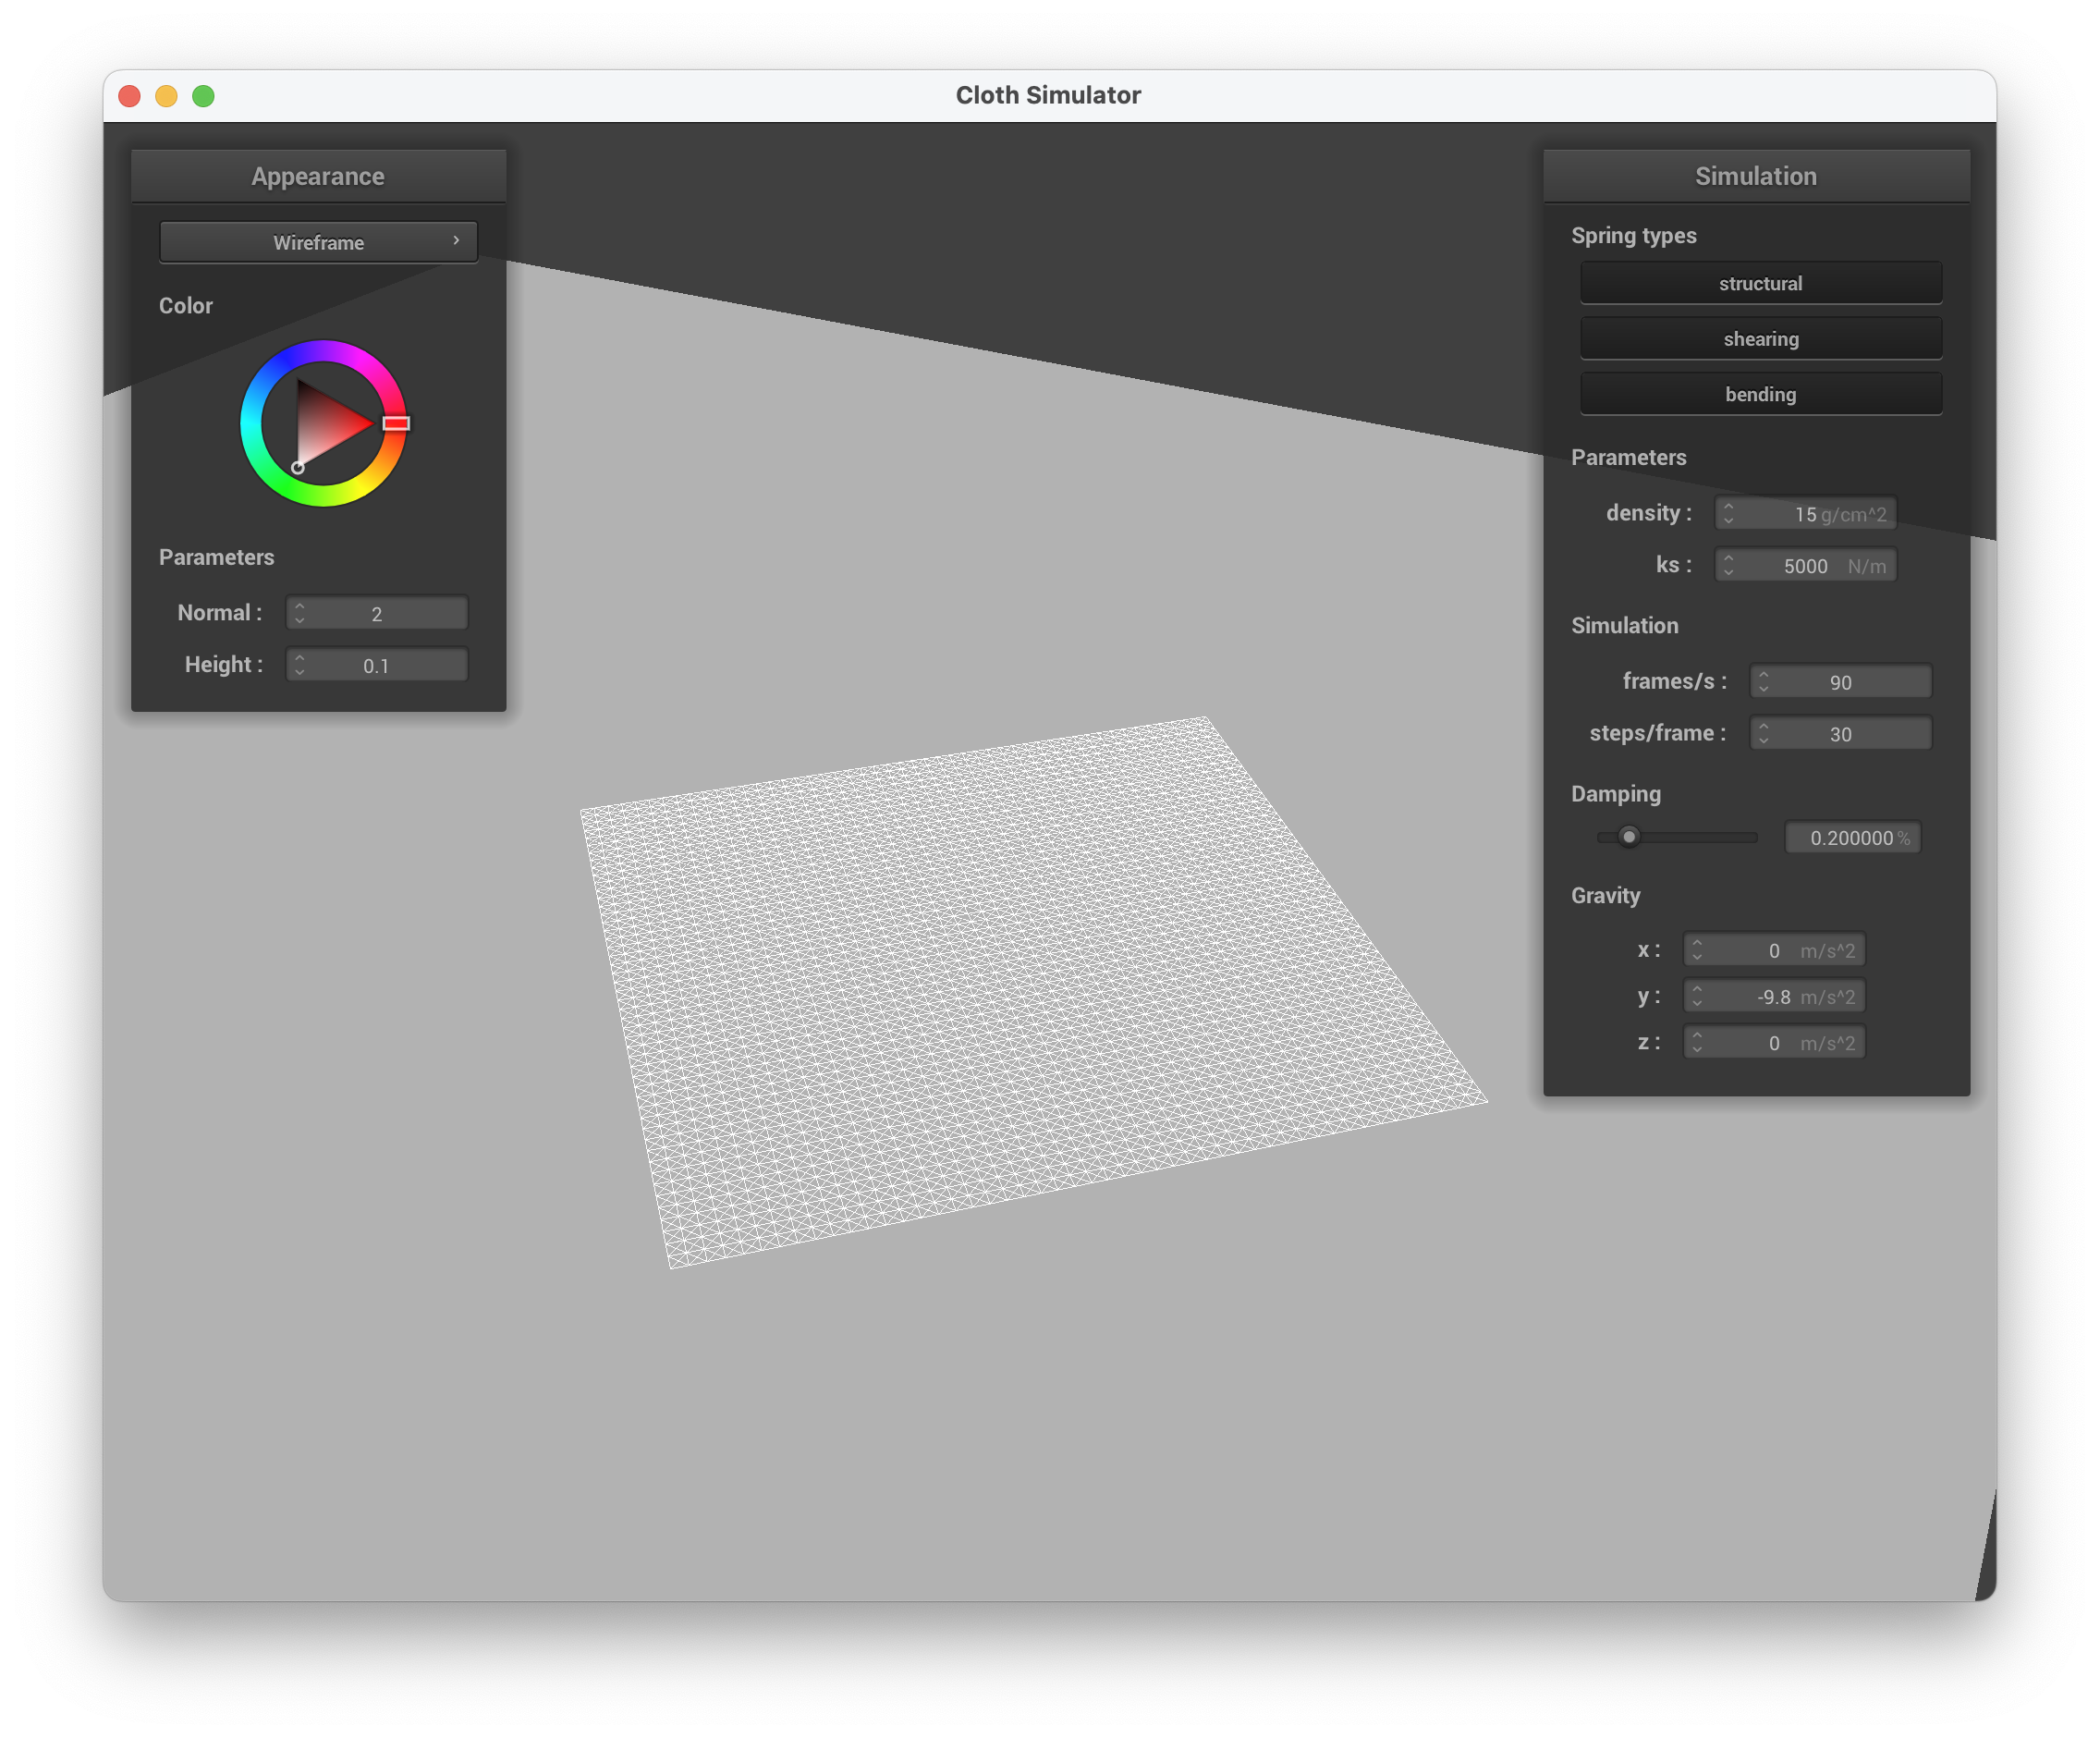 Cloth Simulator
Appearance
Wireframe
Color
Parameters
Normal : 2
Height : 0.1
Simulation
Spring types
structural
shearing
bending
Parameters
density : 15 g/cm^2
ks : 5000 N/m
Simulation
frames/s : 90
steps/frame : 30
Damping
0.200000 %
Gravity
x : 0 m/s^2
y : -9.8 m/s^2
z : 0 m/s^2